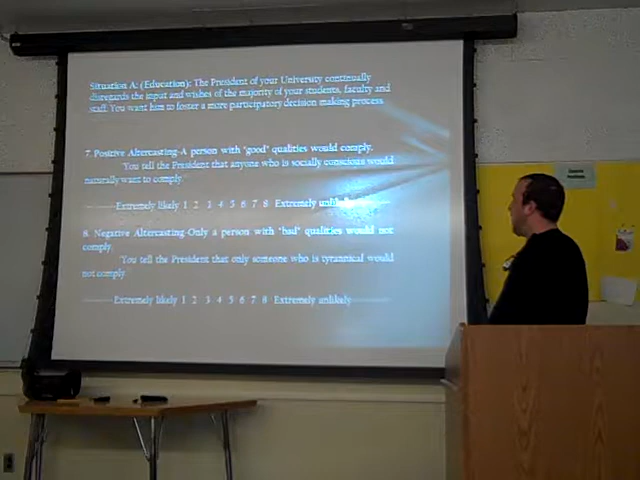 Situation A: (Education): The President of your University continually
disregards the input and wishes of the majority of your students, faculty and
staff. You want him to foster a more participatory decision making process.
7. Positive Altercasting-A person with "good" qualities would comply.
"You tell the President that anyone who is socially conscious would
naturally want to comply"
Extremely likely 1 2 3 4 5 6 7 8 Extremely unlikely
8. Negative Altercasting-Only a person with "bad" qualities would not
comply.
"You tell the President that only someone who is tyrannical would
not comply
Extremely likely 1 2 3 4 5 6 7 8 Extremely unlikely